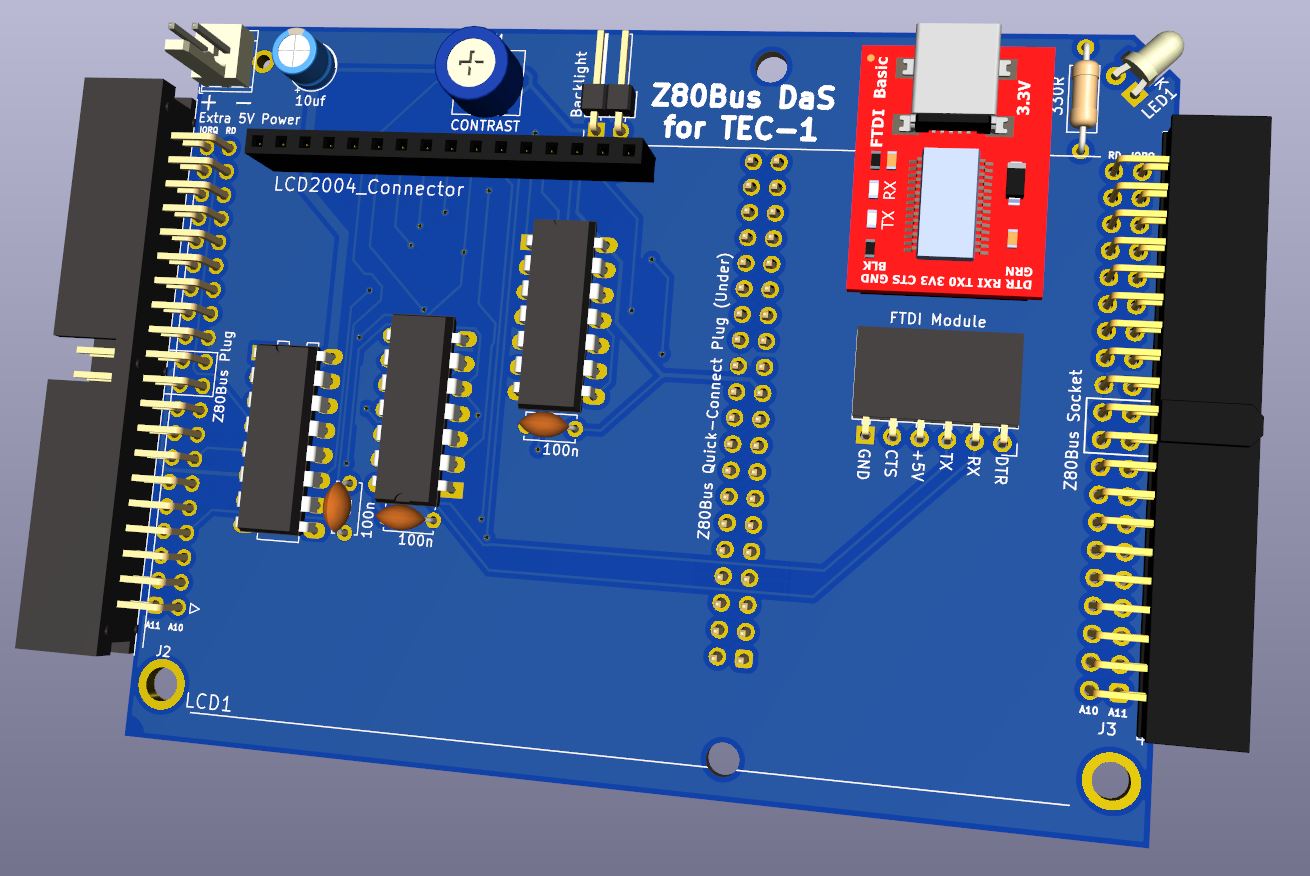 + −
Extra 5V Power
IORQ RD
10uf
CONTRAST
Backlight
Z80Bus DaS
for TEC-1
FTDI Basic
3.3V
330R
LED1
K
LCD2004_Connector
TX RX
BLK
GRN
GND CTS 3V3 TX0 RXI DTR
FTDI Module
GND
CTS
+5V
TX
RX
DTR
RD IORQ
Z80Bus Plug
Z80Bus Quick-Connect Plug (Under)
Z80Bus Socket
100n
100n
100n
A11 A10
J2
LCD1
A10 A11
J3